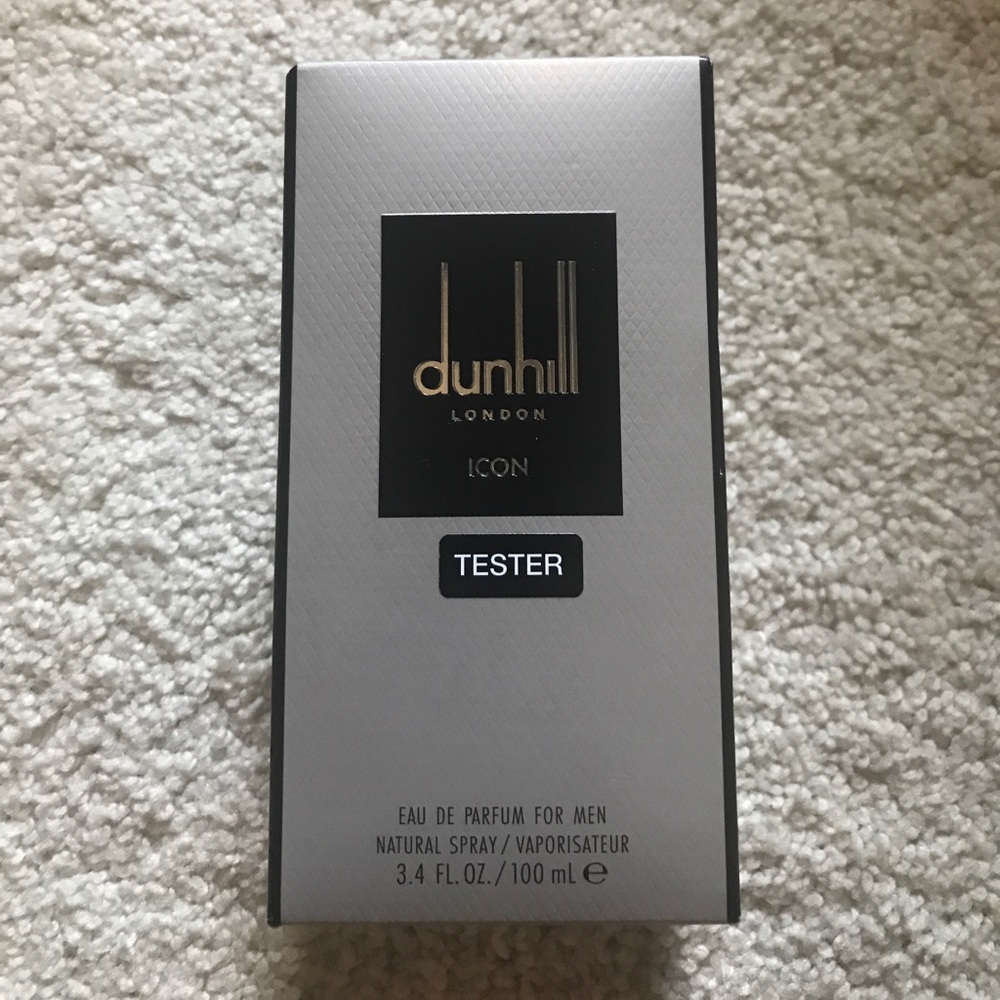 dunhill
LONDON
ICON
TESTER
EAU DE PARFUM FOR MEN
NATURAL SPRAY/VAPORISATEUR
3.4 FL.OZ./100 mL ℮